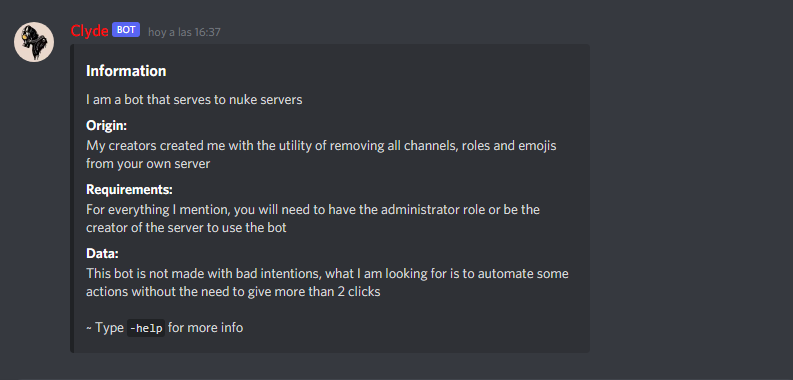 Clyde BOT hoy a las 16:37
Information
I am a bot that serves to nuke servers
Origin:
My creators created me with the utility of removing all channels, roles and emojis
from your own server
Requirements:
For everything I mention, you will need to have the administrator role or be the
creator of the server to use the bot
Data:
This bot is not made with bad intentions, what I am looking for is to automate some
actions without the need to give more than 2 clicks
~ Type -help for more info